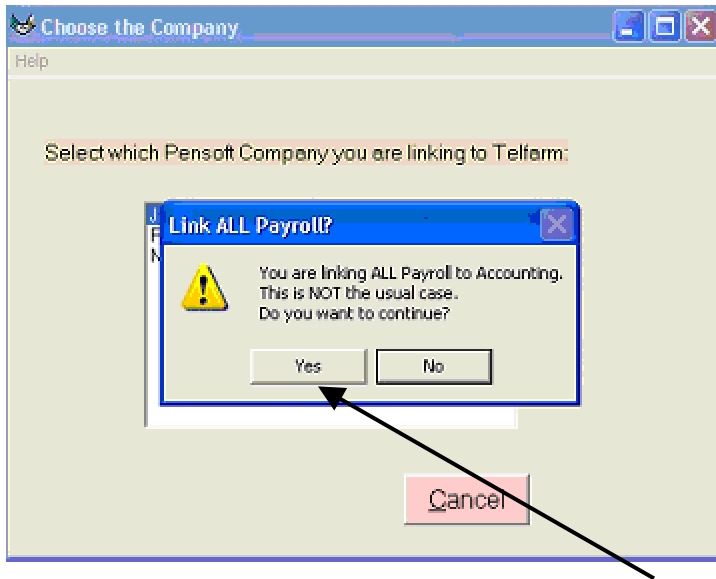 Choose the Company
Help
Select which Pensoft Company you are linking to Telfarm:
J
F
N
Link ALL Payroll?
You are linking ALL Payroll to Accounting.
This is NOT the usual case.
Do you want to continue?
Yes
No
Cancel